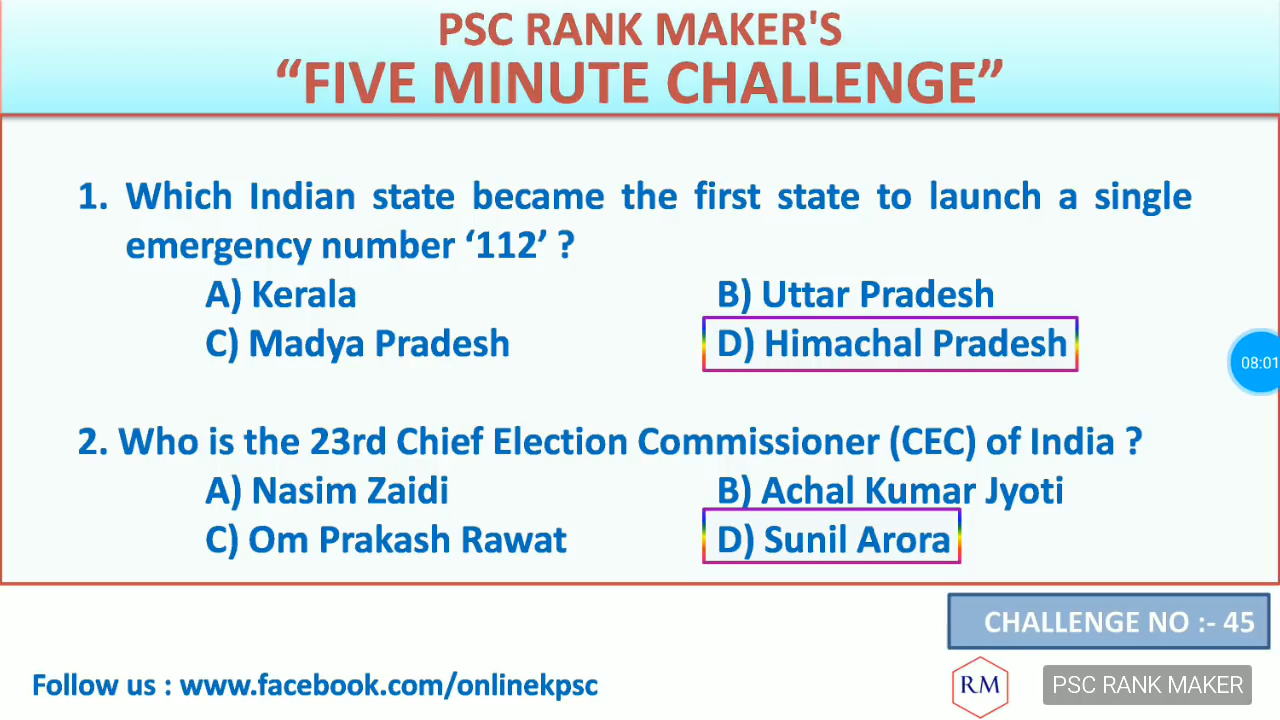 PSC RANK MAKER'S
“FIVE MINUTE CHALLENGE”
1. Which Indian state became the first state to launch a single
emergency number ‘112’ ?
A) Kerala B) Uttar Pradesh
C) Madya Pradesh D) Himachal Pradesh
08:01
2. Who is the 23rd Chief Election Commissioner (CEC) of India ?
A) Nasim Zaidi B) Achal Kumar Jyoti
C) Om Prakash Rawat D) Sunil Arora
CHALLENGE NO :- 45
Follow us : www.facebook.com/onlinekpsc RM PSC RANK MAKER